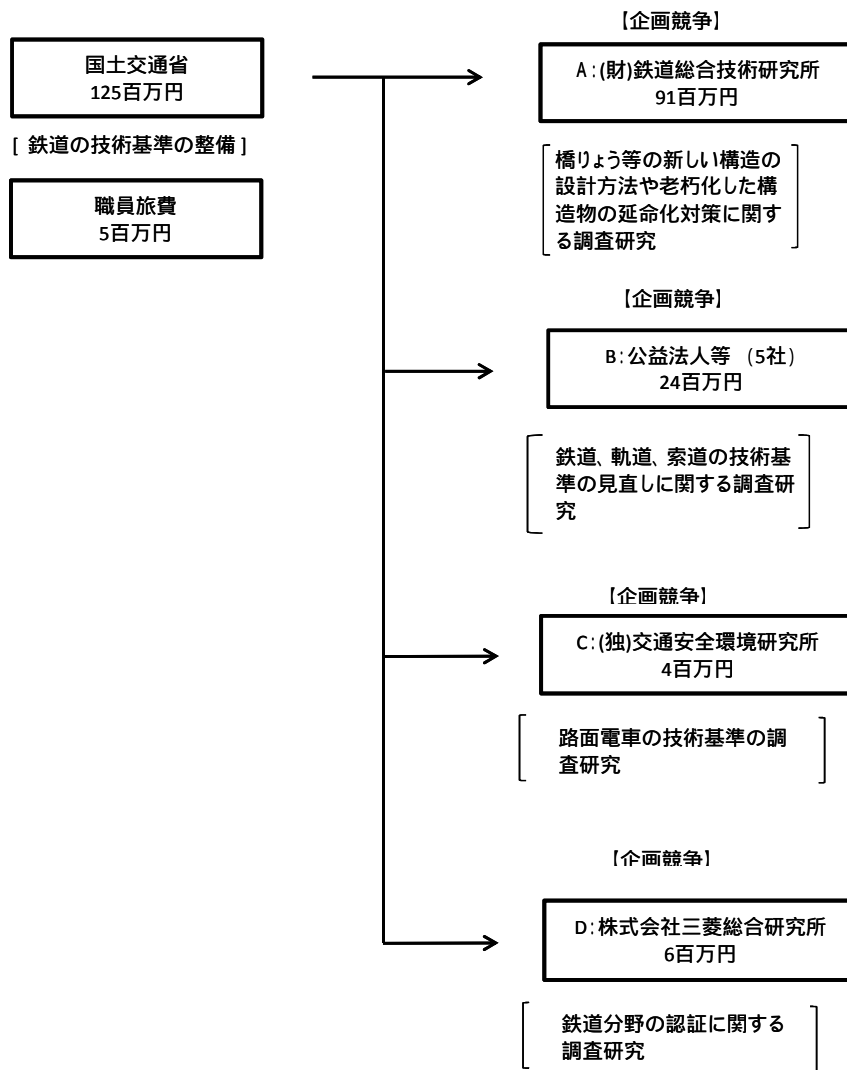 国土交通省
125百万円
[ 鉄道の技術基準の整備 ]
職員旅費
5百万円
【企画競争】
A:(財)鉄道総合技術研究所
91百万円
橋りょう等の新しい構造の
設計方法や老朽化した構
造物の延命化対策に関す
る調査研究
【企画競争】
B:公益法人等 (5社)
24百万円
鉄道、軌道、索道の技術基
準の見直しに関する調査研
究
【企画競争】
C:(独)交通安全環境研究所
4百万円
路面電車の技術基準の調
査研究
【企画競争】
D:株式会社三菱総合研究所
6百万円
鉄道分野の認証に関する
調査研究